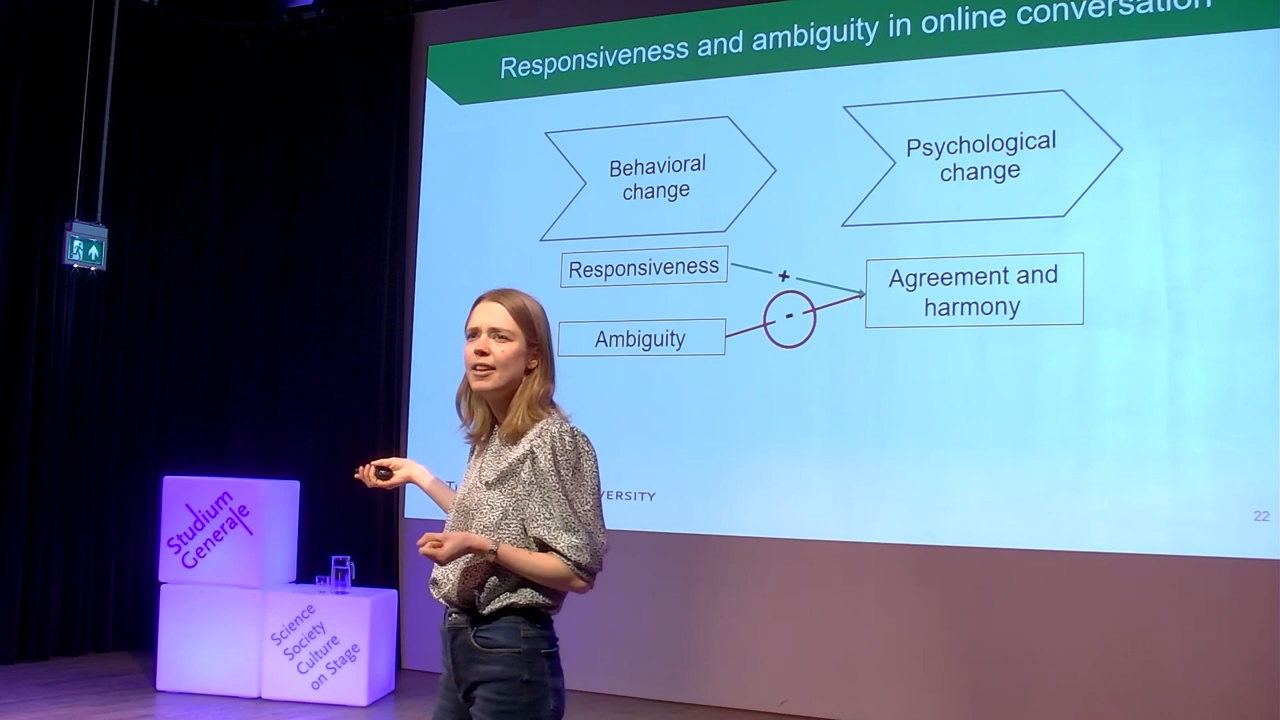 Responsiveness and ambiguity in online conversation
Behavioral
change
Psychological
change
Responsiveness
+
Agreement and
harmony
-
Ambiguity
VERSITY
22
Studium
Generale
Science
Society
Culture
on Stage